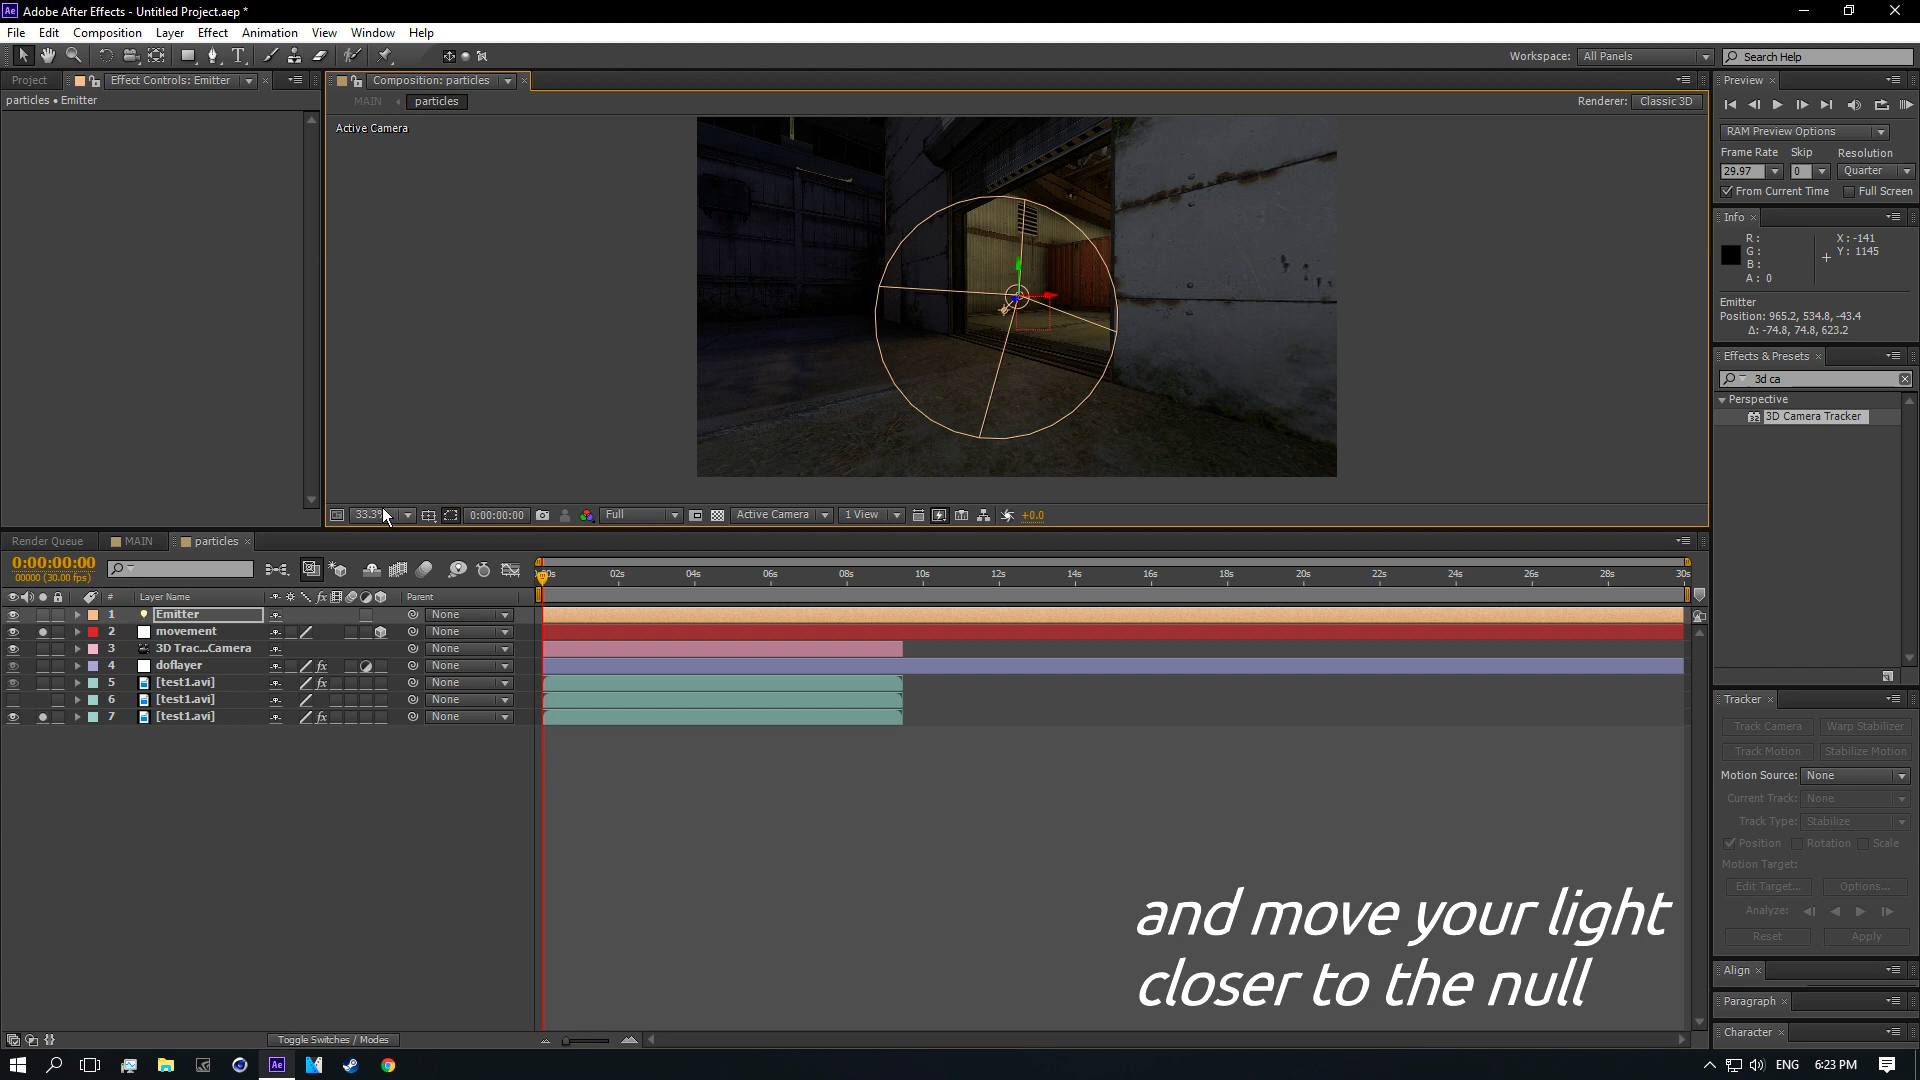 Adobe After Effects - Untitled Project.aep *
File Edit Composition Layer Effect Animation View Window Help
Workspace: All Panels Search Help
Project Effect Controls: Emitter Composition: particles Preview
particles • Emitter MAIN particles Renderer: Classic 3D
Active Camera
RAM Preview Options
Frame Rate Skip Resolution
29.97 0 Quarter
From Current Time Full Screen
Info
R : X: -141
G : Y: 1145
B :
A : 0
Emitter
Position: 965.2, 534.8, -43.4
Δ: -74.8, 74.8, 623.2
Effects & Presets
3d ca
Perspective
3D Camera Tracker
33.3% 0:00:00:00 Full Active Camera 1 View +0.0
Render Queue MAIN particles
0:00:00:00
00000 (30.00 fps)
02s 04s 06s 08s 10s 12s 14s 16s 18s 20s 22s 24s 26s 28s 30s
# Layer Name fx Parent
1 Emitter None
2 movement None
3 3D Trac...Camera None
4 doflayer fx None
5 [test1.avi] fx None
6 [test1.avi] None
7 [test1.avi] fx None
Tracker
Track Camera Warp Stabilizer
Track Motion Stabilize Motion
Motion Source: None
Current Track: None
Track Type: Stabilize
Position Rotation Scale
Motion Target:
Edit Target... Options...
Analyze:
Reset Apply
Align
Paragraph
Character
and move your light
closer to the null
Toggle Switches / Modes
ENG 6:23 PM